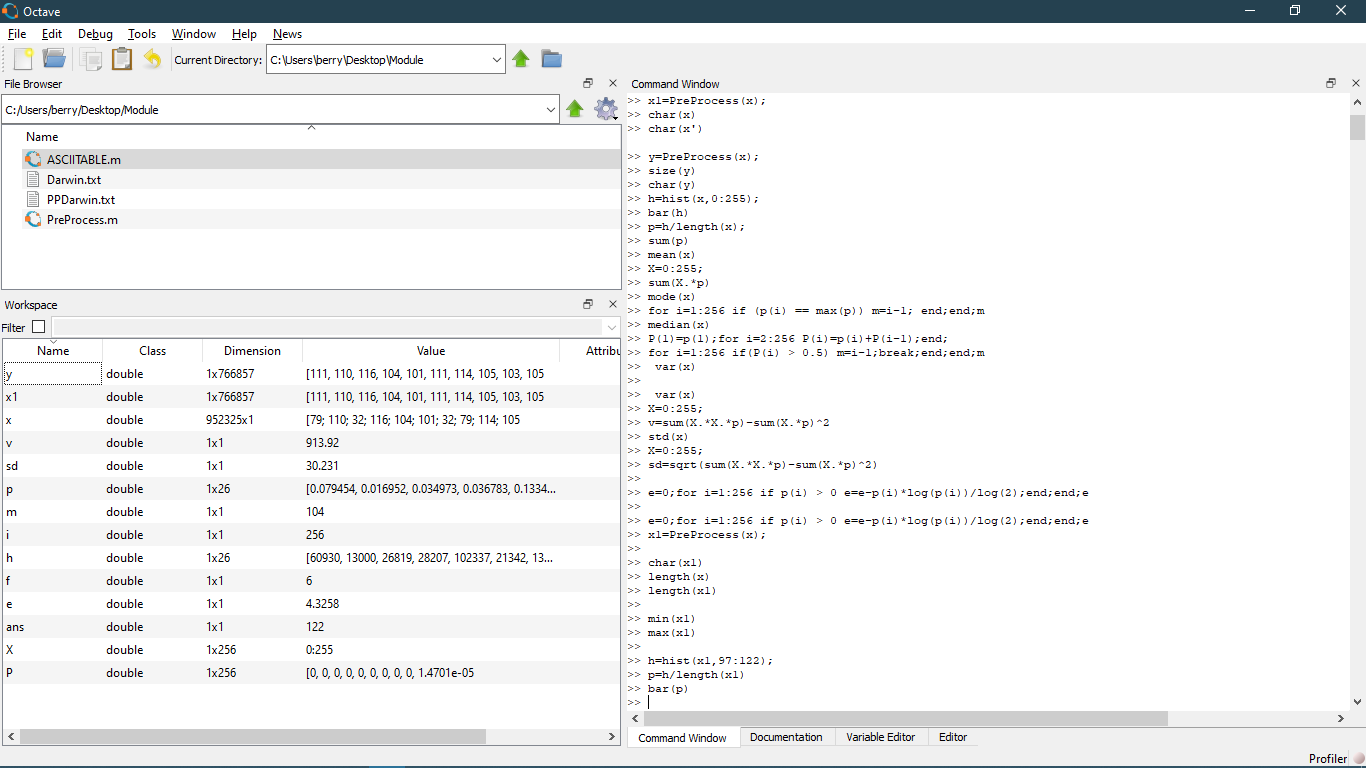 Octave
File Edit Debug Tools Window Help News
Current Directory: C:\Users\berry\Desktop\Module
File Browser
C:/Users/berry/Desktop/Module
Name
ASCIITABLE.m
Darwin.txt
PPDarwin.txt
PreProcess.m
Workspace
Filter
Name Class Dimension Value Attribu
y double 1x766857 [111, 110, 116, 104, 101, 111, 114, 105, 103, 105
x1 double 1x766857 [111, 110, 116, 104, 101, 111, 114, 105, 103, 105
x double 952325x1 [79; 110; 32; 116; 104; 101; 32; 79; 114; 105
v double 1x1 913.92
sd double 1x1 30.231
p double 1x26 [0.079454, 0.016952, 0.034973, 0.036783, 0.1334...
m double 1x1 104
i double 1x1 256
h double 1x26 [60930, 13000, 26819, 28207, 102337, 21342, 13...
f double 1x1 6
e double 1x1 4.3258
ans double 1x1 122
X double 1x256 0:255
P double 1x256 [0, 0, 0, 0, 0, 0, 0, 0, 0, 1.4701e-05
Command Window
>> x1=PreProcess(x);
>> char(x)
>> char(x')
>> y=PreProcess(x);
>> size(y)
>> char(y)
>> h=hist(x,0:255);
>> bar(h)
>> p=h/length(x);
>> sum(p)
>> mean(x)
>> X=0:255;
>> sum(X.*p)
>> mode(x)
>> for i=1:256 if (p(i) == max(p)) m=i-1; end;end;m
>> median(x)
>> P(1)=p(1);for i=2:256 P(i)=p(i)+P(i-1);end;
>> for i=1:256 if(P(i) > 0.5) m=i-1;break;end;end;m
>>  var(x)
>>
>>  var(x)
>> X=0:255;
>> v=sum(X.*X.*p)-sum(X.*p)^2
>> std(x)
>> X=0:255;
>> sd=sqrt(sum(X.*X.*p)-sum(X.*p)^2)
>>
>> e=0;for i=1:256 if p(i) > 0 e=e-p(i)*log(p(i))/log(2);end;end;e
>>
>> e=0;for i=1:256 if p(i) > 0 e=e-p(i)*log(p(i))/log(2);end;end;e
>> x1=PreProcess(x);
>>
>> char(x1)
>> length(x)
>> length(x1)
>>
>> min(x1)
>> max(x1)
>>
>> h=hist(x1,97:122);
>> p=h/length(x1)
>> bar(p)
>>
Command Window Documentation Variable Editor Editor
Profiler